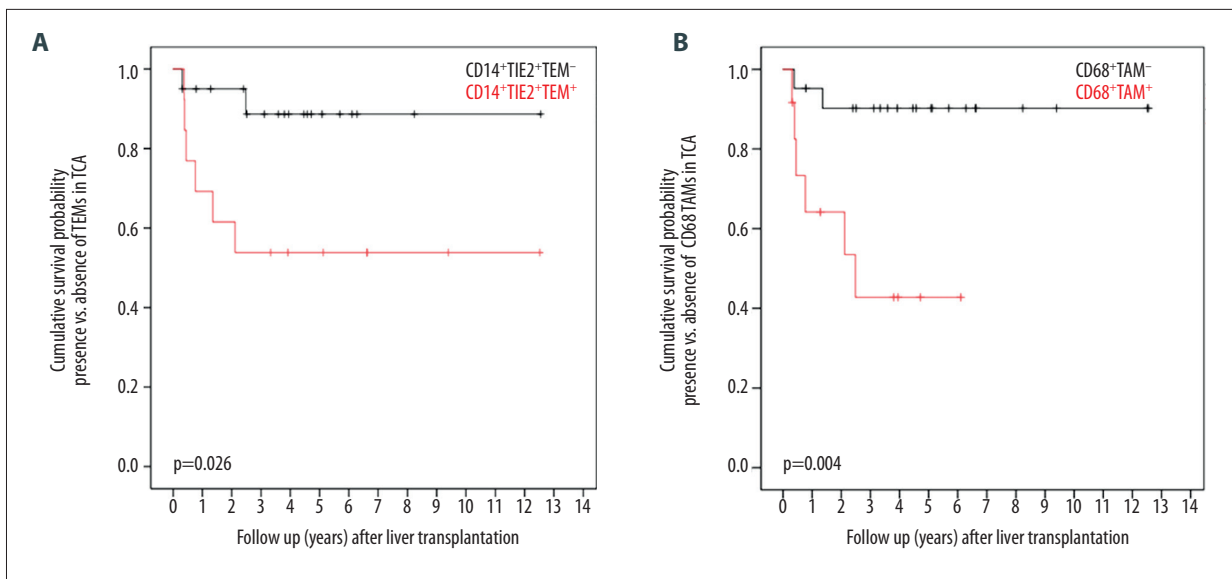 A
Cumulative survival probability
presence vs. absence of TEMs in TCA
1.0
0.8
0.6
0.4
0.2
0.0
CD14⁺TIE2⁺TEM⁻
CD14⁺TIE2⁺TEM⁺
p=0.026
0 1 2 3 4 5 6 7 8 9 10 11 12 13 14
Follow up (years) after liver transplantation
B
Cumulative survival probability
presence vs. absence of CD68 TAMs in TCA
1.0
0.8
0.6
0.4
0.2
0.0
CD68⁺TAM⁻
CD68⁺TAM⁺
p=0.004
0 1 2 3 4 5 6 7 8 9 10 11 12 13 14
Follow up (years) after liver transplantation